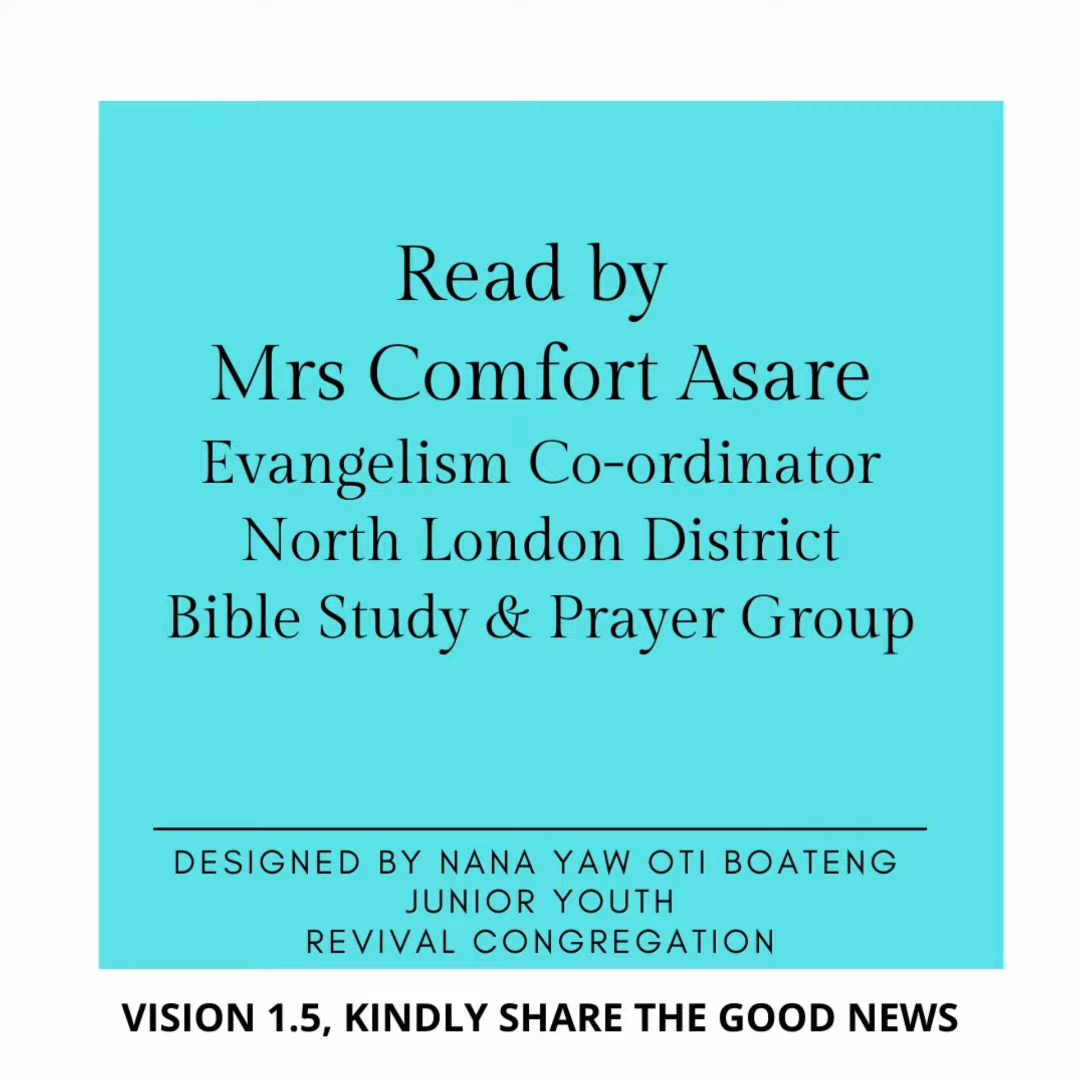 Read by
Mrs Comfort Asare
Evangelism Co-ordinator
North London District
Bible Study & Prayer Group
DESIGNED BY NANA YAW OTI BOATENG
JUNIOR YOUTH
REVIVAL CONGREGATION
VISION 1.5, KINDLY SHARE THE GOOD NEWS